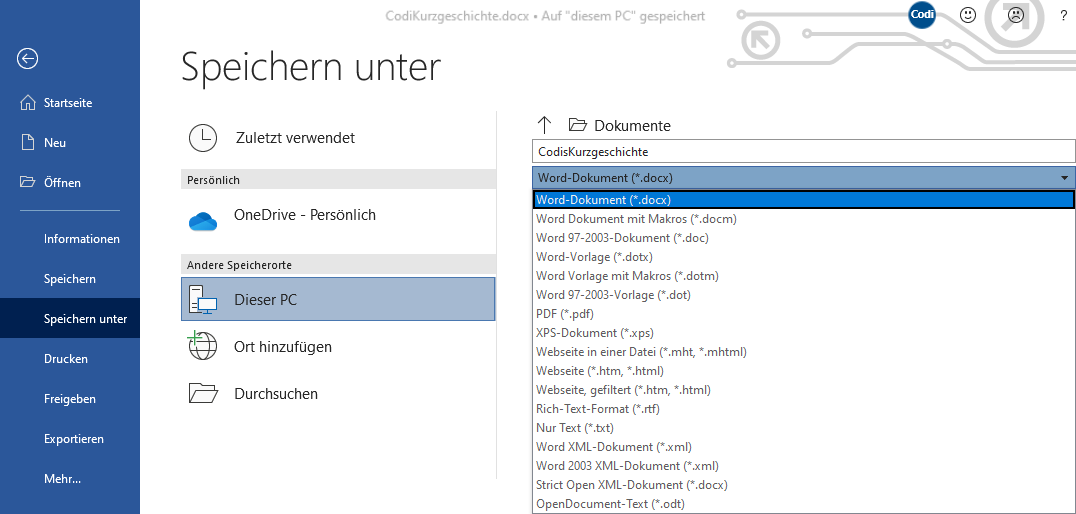 CodiKurzgeschichte.docx • Auf "diesem PC" gespeichert
Codi
?
Startseite
Neu
Öffnen
Informationen
Speichern
Speichern unter
Drucken
Freigeben
Exportieren
Mehr...
Speichern unter
Zuletzt verwendet
Persönlich
OneDrive - Persönlich
Andere Speicherorte
Dieser PC
Ort hinzufügen
Durchsuchen
Dokumente
CodisKurzgeschichte
Word-Dokument (*.docx)
Word-Dokument (*.docx)
Word Dokument mit Makros (*.docm)
Word 97-2003-Dokument (*.doc)
Word-Vorlage (*.dotx)
Word Vorlage mit Makros (*.dotm)
Word 97-2003-Vorlage (*.dot)
PDF (*.pdf)
XPS-Dokument (*.xps)
Webseite in einer Datei (*.mht, *.mhtml)
Webseite (*.htm, *.html)
Webseite, gefiltert (*.htm, *.html)
Rich-Text-Format (*.rtf)
Nur Text (*.txt)
Word XML-Dokument (*.xml)
Word 2003 XML-Dokument (*.xml)
Strict Open XML-Dokument (*.docx)
OpenDocument-Text (*.odt)